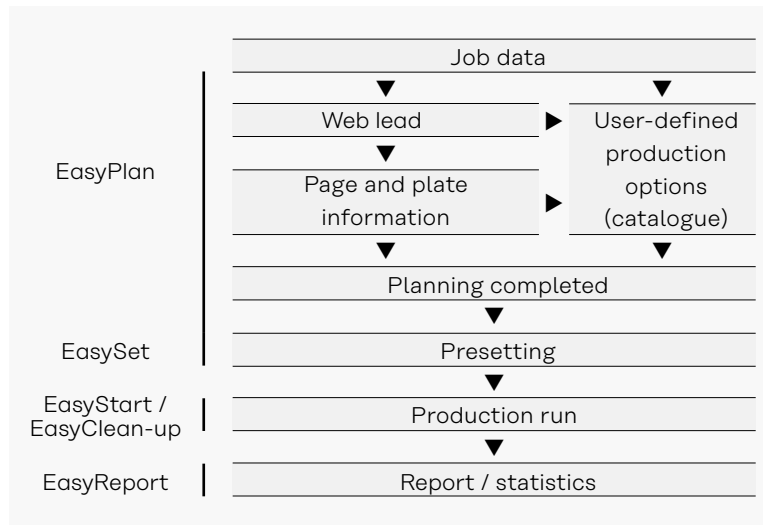 Job data
EasyPlan
Web lead
Page and plate
information
User-defined
production
options
(catalogue)
Planning completed
EasySet
Presetting
EasyStart /
EasyClean-up
Production run
EasyReport
Report / statistics